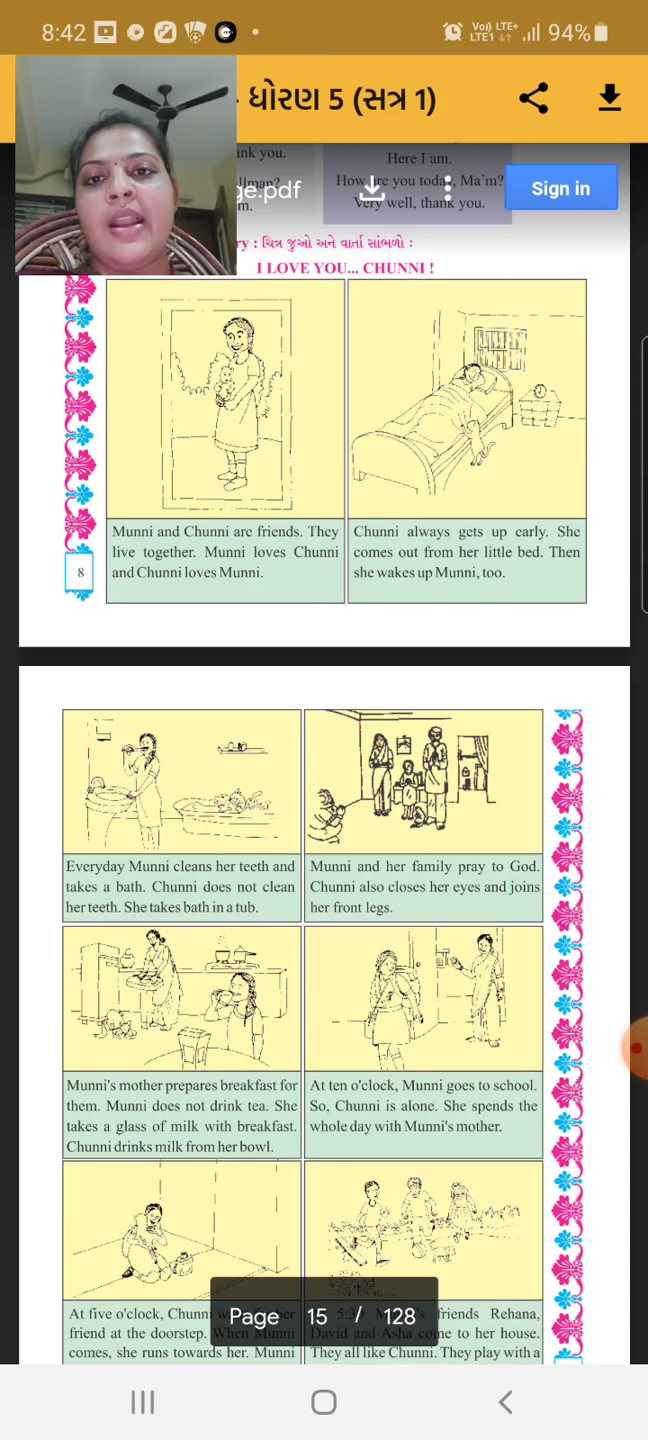 8:42
Vo)) LTE+
LTE1
94%
- ધોરણ 5 (સત્ર 1)
ank you.
Here I am.
llman?
How are you today, Ma'm?
m.
Very well, thank you.
ge.pdf
Sign in
ry : ચિત્ર જુઓ અને વાર્તા સાંભળો :
I LOVE YOU... CHUNNI !
Munni and Chunni are friends. They
live together. Munni loves Chunni
and Chunni loves Munni.
Chunni always gets up early. She
comes out from her little bed. Then
she wakes up Munni, too.
8
Everyday Munni cleans her teeth and
takes a bath. Chunni does not clean
her teeth. She takes bath in a tub.
Munni and her family pray to God.
Chunni also closes her eyes and joins
her front legs.
Munni's mother prepares breakfast for
them. Munni does not drink tea. She
takes a glass of milk with breakfast.
Chunni drinks milk from her bowl.
At ten o'clock, Munni goes to school.
So, Chunni is alone. She spends the
whole day with Munni's mother.
At five o'clock, Chunni her
friend at the doorstep. When Munni
comes, she runs towards her. Munni
5:3 friends Rehana,
David and Asha come to her house.
They all like Chunni. They play with a
Page 15 / 128